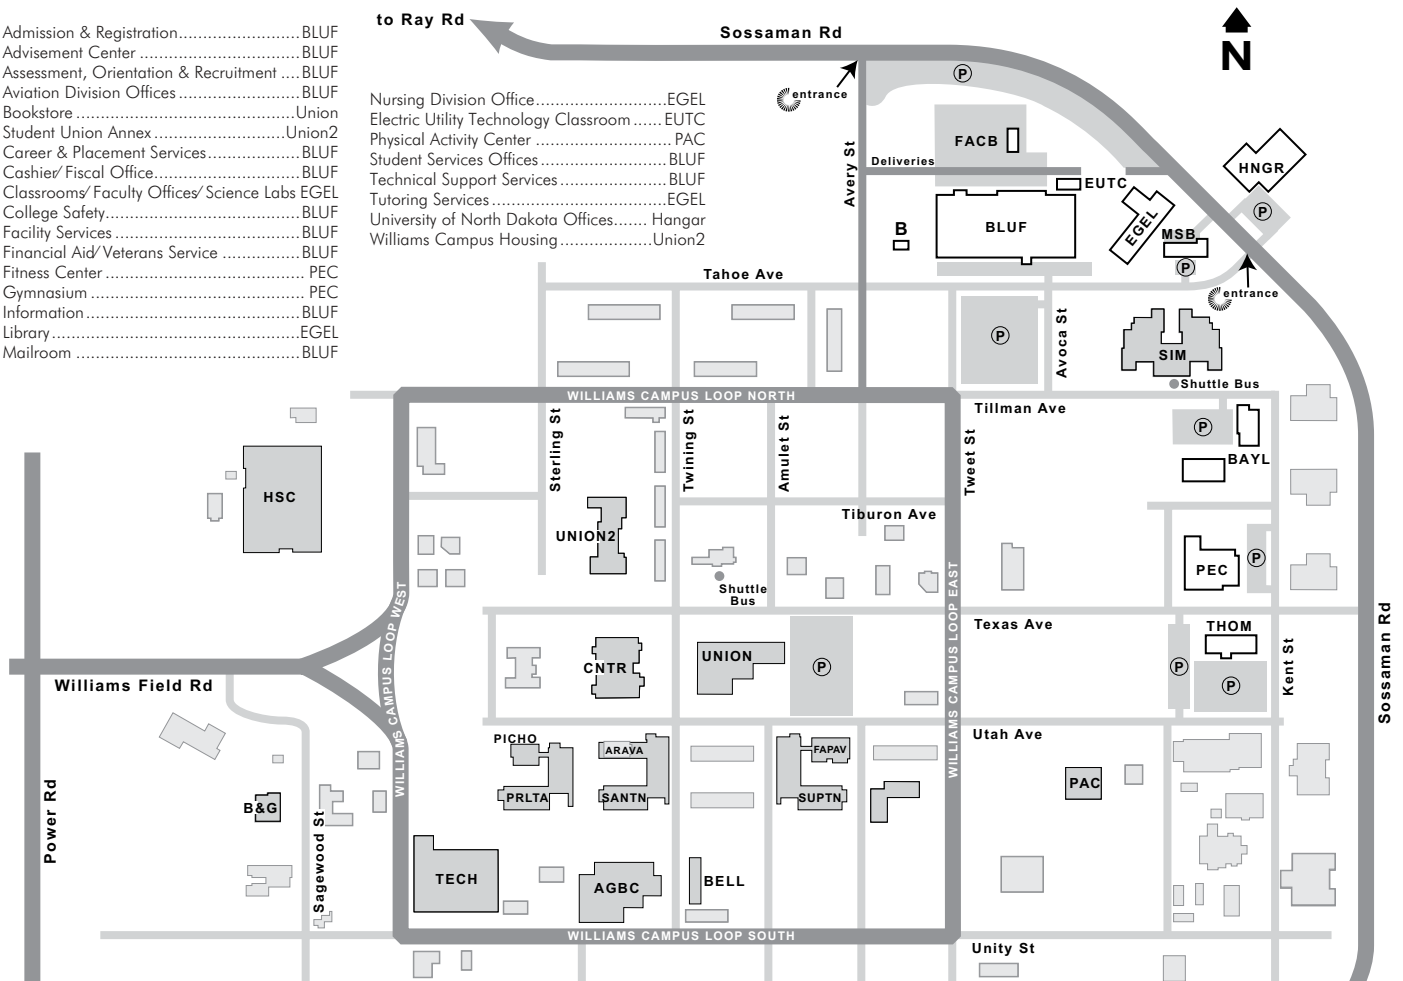 to Ray Rd
Sossaman Rd
N
Admission & Registration..........................BLUF
Advisement Center ..................................BLUF
Assessment, Orientation & Recruitment ....BLUF
Aviation Division Offices ..........................BLUF
Bookstore ................................................Union
Student Union Annex .............................Union2
Career & Placement Services....................BLUF
Cashier/Fiscal Office................................BLUF
Classrooms/Faculty Offices/Science Labs EGEL
College Safety..........................................BLUF
Facility Services ........................................BLUF
Financial Aid/Veterans Service .................BLUF
Fitness Center ........................................... PEC
Gymnasium .............................................. PEC
Information...............................................BLUF
Library......................................................EGEL
Mailroom .................................................BLUF
Nursing Division Office............................EGEL
Electric Utility Technology Classroom ......EUTC
Physical Activity Center ............................. PAC
Student Services Offices ...........................BLUF
Technical Support Services .......................BLUF
Tutoring Services ......................................EGEL
University of North Dakota Offices....... Hangar
Williams Campus Housing ....................Union2
entrance
P
FACB
HNGR
Deliveries
Avery St
EUTC
P
EGEL
B
BLUF
MSB
P
Tahoe Ave
entrance
P
Avoca St
SIM
Shuttle Bus
WILLIAMS CAMPUS LOOP NORTH
Tillman Ave
Sterling St
Twining St
Amulet St
Tweet St
P
BAYL
HSC
Tiburon Ave
UNION2
P
PEC
Shuttle
Bus
WILLIAMS CAMPUS LOOP WEST
WILLIAMS CAMPUS LOOP EAST
Texas Ave
THOM
CNTR
UNION
P
P
P
Kent St
Sossaman Rd
Williams Field Rd
Utah Ave
PICHO
ARAVA
FAPAV
PRLTA
SANTN
SUPTN
PAC
B&G
Power Rd
Sagewood St
TECH
AGBC
BELL
WILLIAMS CAMPUS LOOP SOUTH
Unity St